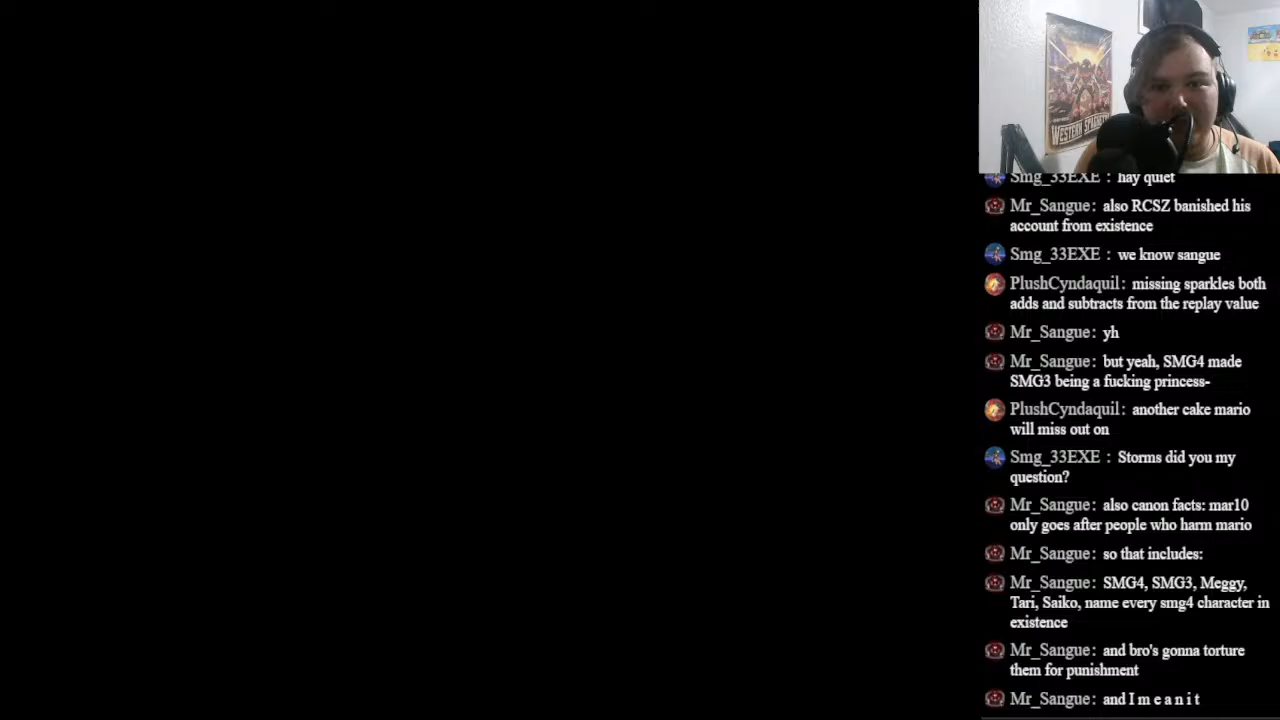 WESTERN SPAGHETTI
Smg_33EXE : hay quiet
Mr_Sangue: also RCSZ banished his
account from existence
Smg_33EXE : we know sangue
PlushCyndaquil: missing sparkles both
adds and subtracts from the replay value
Mr_Sangue: yh
Mr_Sangue: but yeah, SMG4 made
SMG3 being a fucking princess-
PlushCyndaquil: another cake mario
will miss out on
Smg_33EXE : Storms did you my
question?
Mr_Sangue: also canon facts: mar10
only goes after people who harm mario
Mr_Sangue: so that includes:
Mr_Sangue: SMG4, SMG3, Meggy,
Tari, Saiko, name every smg4 character in
existence
Mr_Sangue: and bro's gonna torture
them for punishment
Mr_Sangue: and I m e a n i t